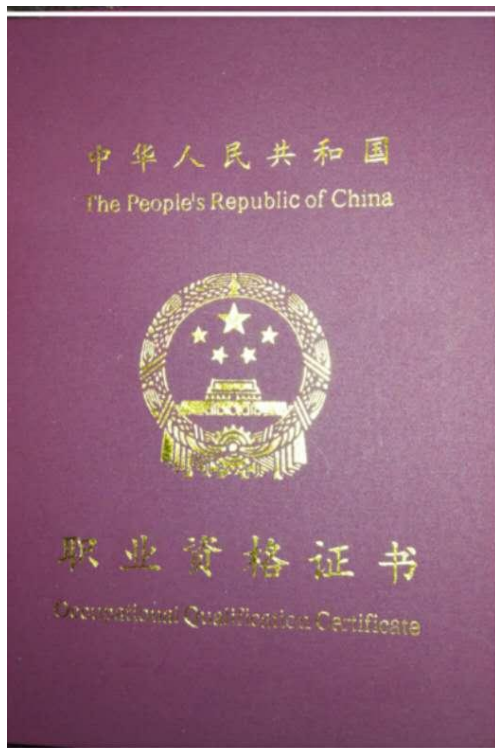 中华人民共和国
The People's Republic of China
职业资格证书
Occupational Qualification Certificate